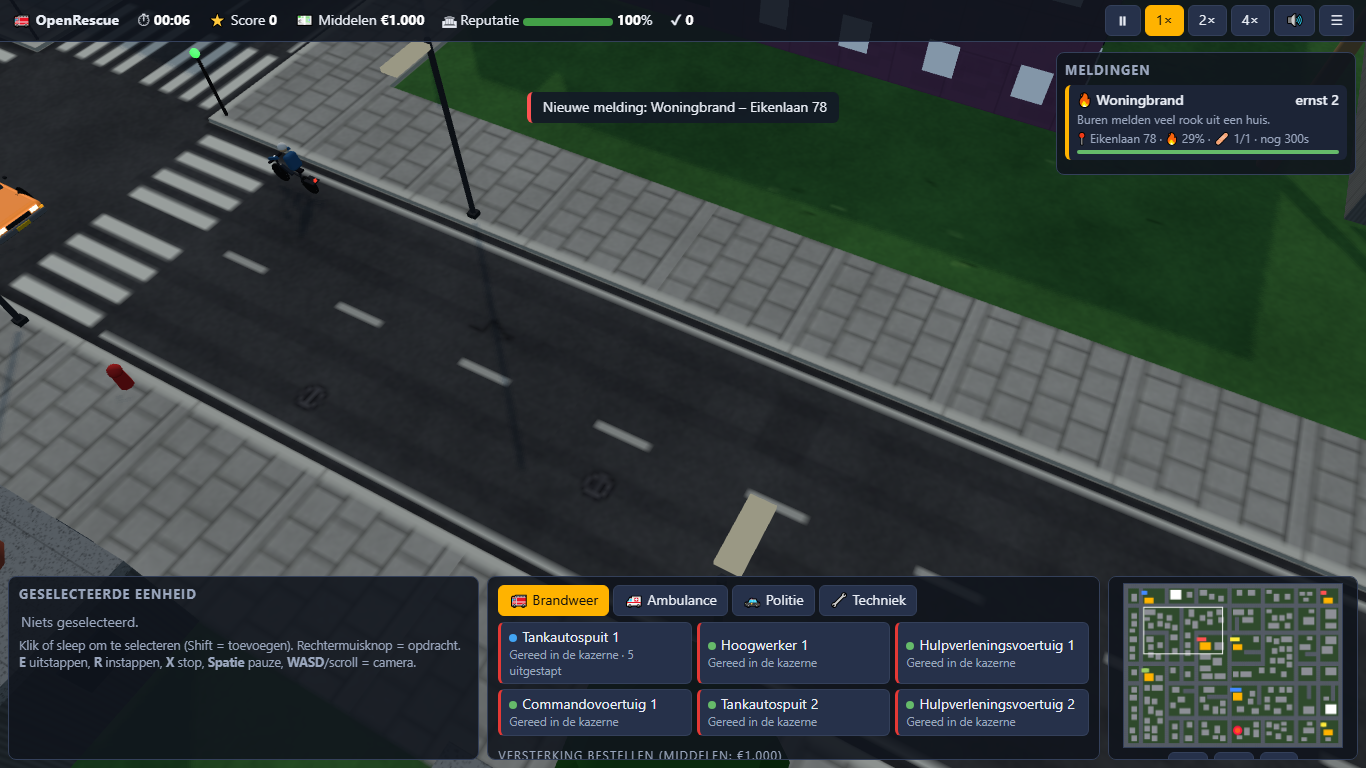 OpenRescue 00:06 Score 0 Middelen €1.000 Reputatie 100% ✓ 0
1× 2× 4×
MELDINGEN
Woningbrand ernst 2
Buren melden veel rook uit een huis.
Eikenlaan 78 · 29% · 1/1 · nog 300s
Nieuwe melding: Woningbrand – Eikenlaan 78
GESELECTEERDE EENHEID
Niets geselecteerd.
Klik of sleep om te selecteren (Shift = toevoegen). Rechtermuisknop = opdracht.
E uitstappen, R instappen, X stop, Spatie pauze, WASD/scroll = camera.
Brandweer Ambulance Politie Techniek
Tankautospuit 1
Gereed in de kazerne · 5
uitgestapt
Hoogwerker 1
Gereed in de kazerne
Hulpverleningsvoertuig 1
Gereed in de kazerne
Commandovoertuig 1
Gereed in de kazerne
Tankautospuit 2
Gereed in de kazerne
Hulpverleningsvoertuig 2
Gereed in de kazerne
VERSTERKING BESTELLEN (MIDDELEN: €1.000)